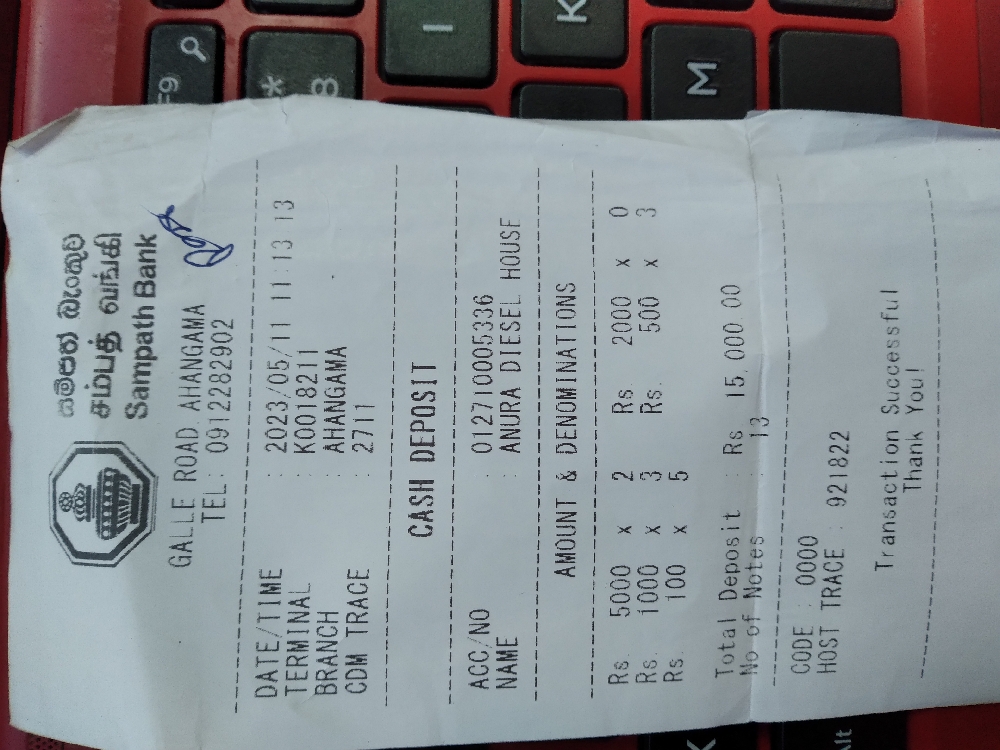 සම්පත් බැංකුව
சம்பத் வங்கி
Sampath Bank
GALLE ROAD, AHANGAMA
TEL: 0912282902
DATE/TIME : 2023/05/11 11:13:13
TERMINAL : K0018211
BRANCH : AHANGAMA
CDM TRACE : 2711
CASH DEPOSIT
ACC/NO : 012710005336
NAME : ANURA DIESEL HOUSE
AMOUNT & DENOMINATIONS
Rs. 5000 x 2 Rs. 2000 x 0
Rs. 1000 x 3 Rs. 500 x 3
Rs. 100 x 5
Total Deposit : Rs 15,000.00
No of Notes : 13
CODE : 0000
HOST TRACE : 921822
Transaction Successful
Thank You!
F9
*
8
I
K
M
K
lt